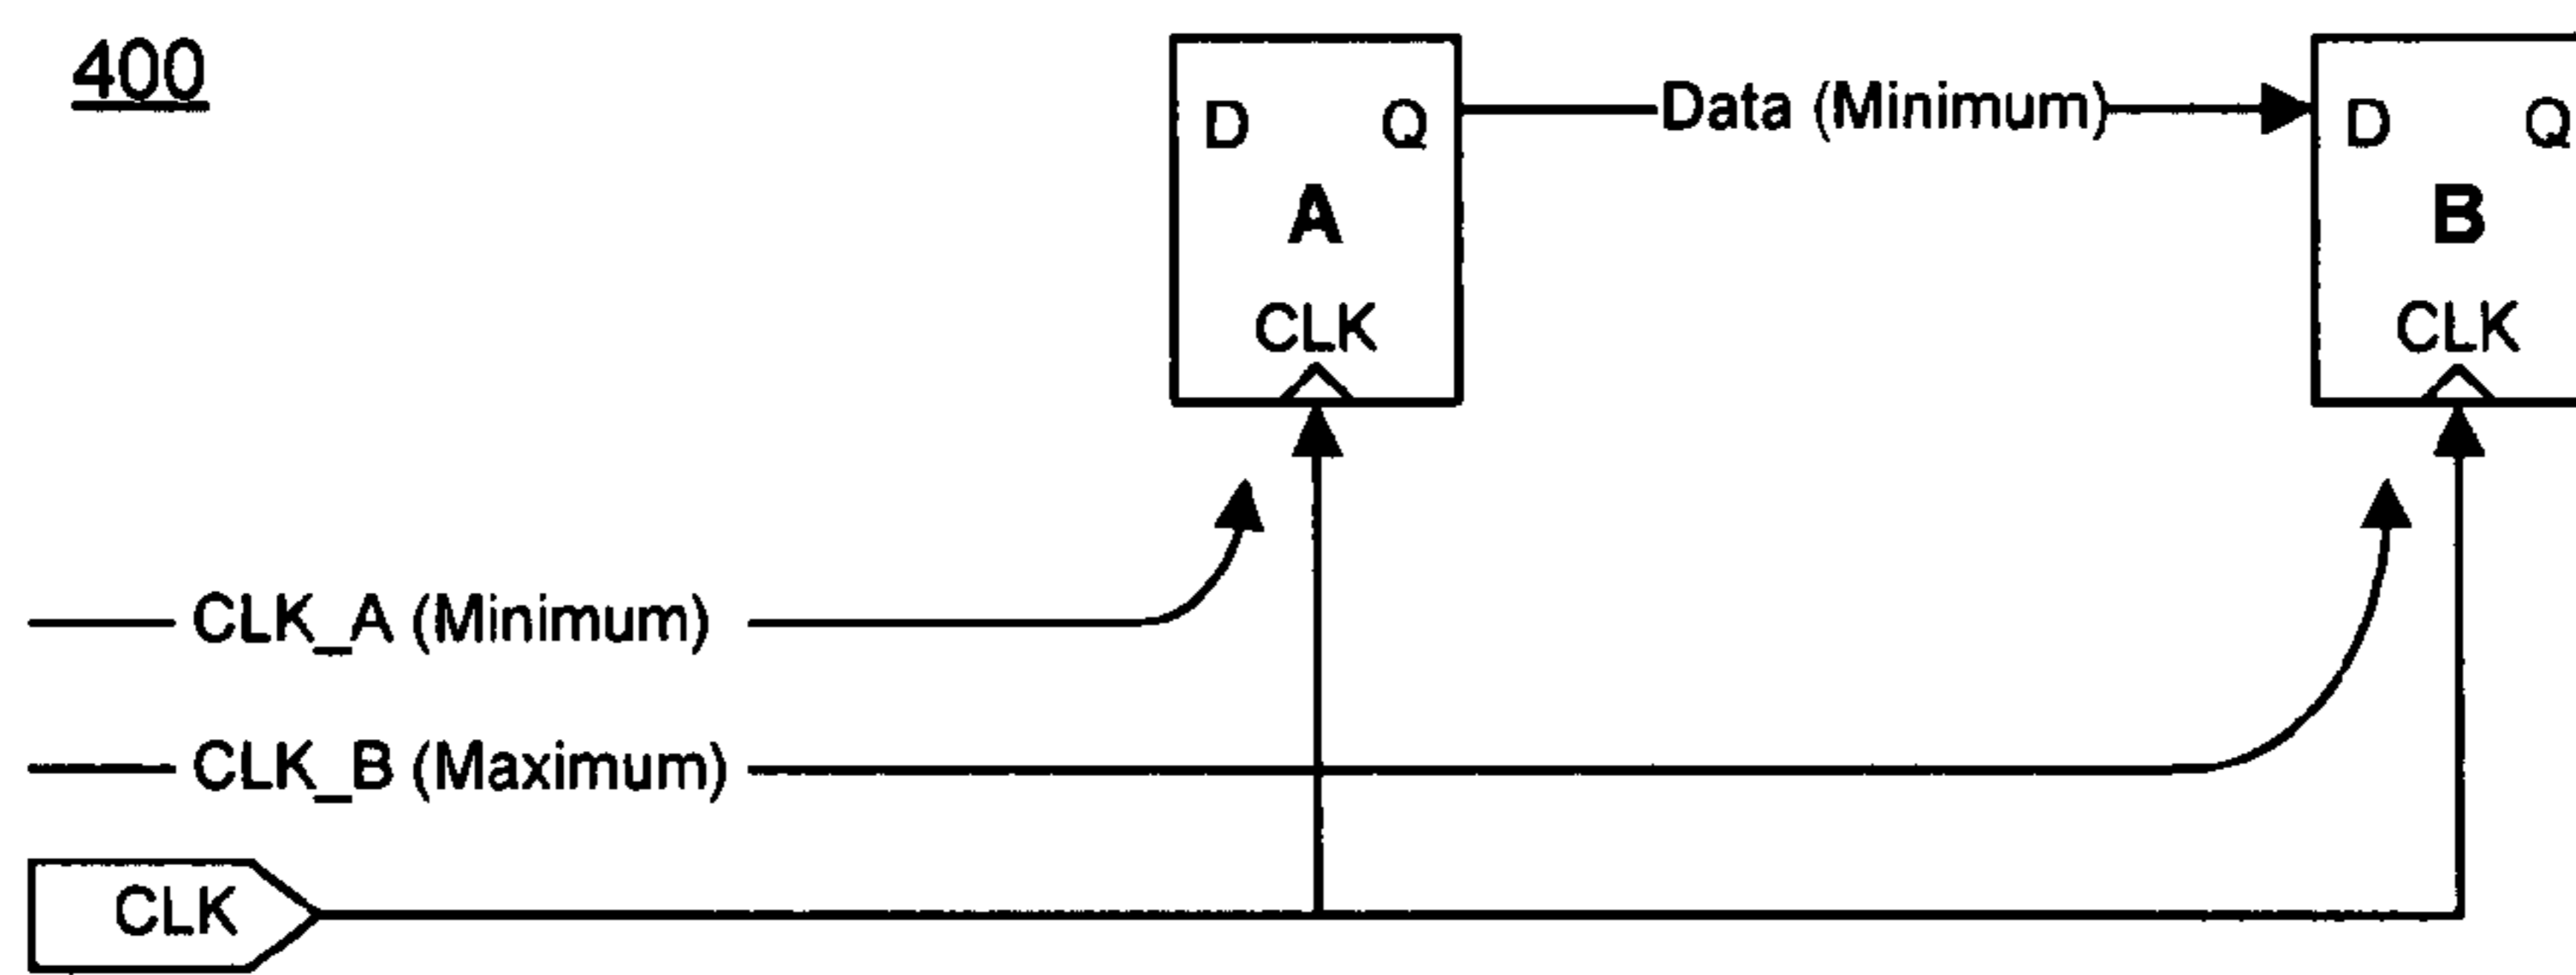 400
D Q Data (Minimum) D Q
A B
CLK CLK
CLK_A (Minimum)
CLK_B (Maximum)
CLK